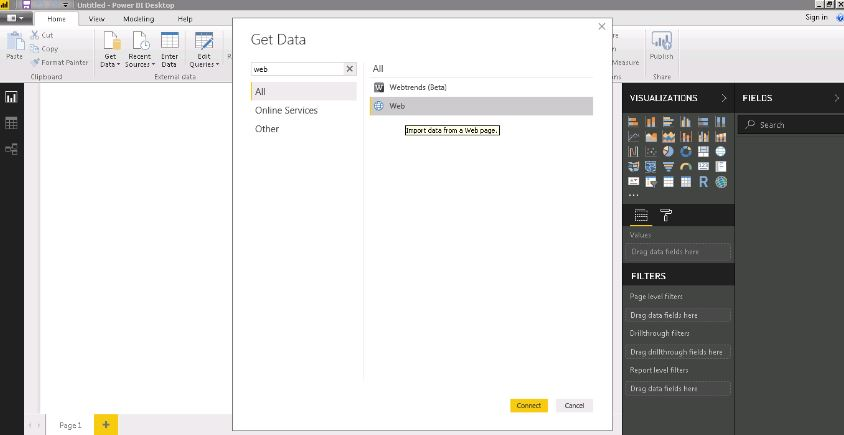 Untitled - Power BI Desktop
Home View Modeling Help
Sign in
Paste
Cut
Copy
Format Painter
Clipboard
Get Data
Recent Sources
Enter Data
Edit Queries
External data
Measure
Publish
Share
Get Data
web
All
Online Services
Other
All
Webtrends (Beta)
Web
Import data from a Web page.
Connect
Cancel
VISUALIZATIONS
Values
Drag data fields here
FILTERS
Page level filters
Drag data fields here
Drillthrough filters
Drag drillthrough fields here
Report level filters
Drag data fields here
FIELDS
Search
Page 1